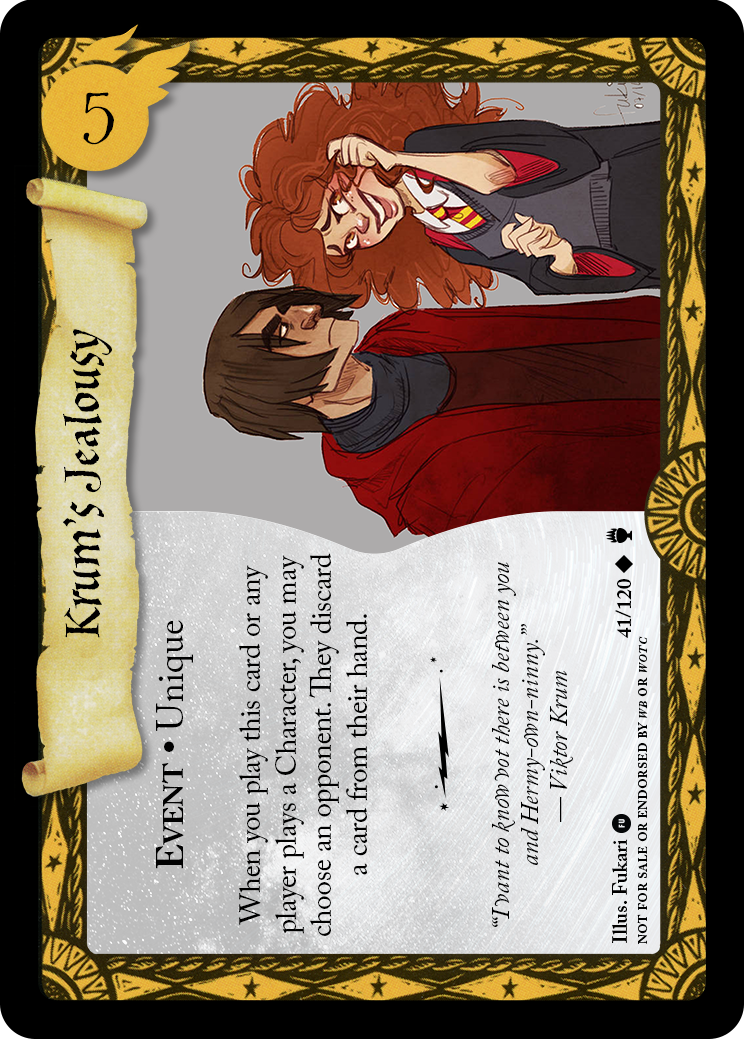 5
Krum's Jealousy
EVENT • Unique
When you play this card or any
player plays a Character, you may
choose an opponent. They discard
a card from their hand.
“‘I vant to know vot there is between you
and Hermy-own-ninny.’”
— Viktor Krum
Illus. Fukari FU 41/120
NOT FOR SALE OR ENDORSED BY WB OR WOTC